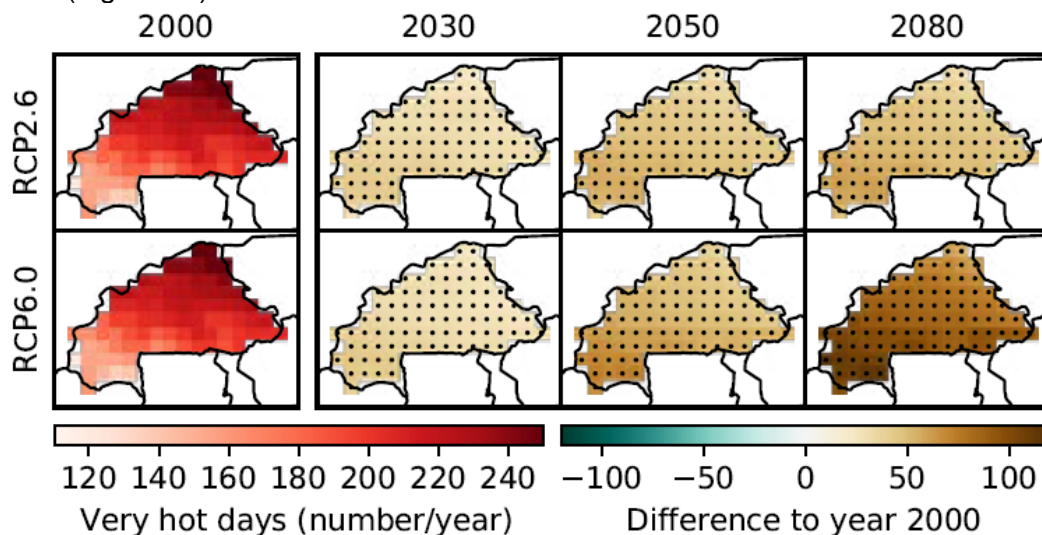 2000 2030 2050 2080
RCP2.6
RCP6.0
120 140 160 180 200 220 240
−100 −50 0 50 100
Very hot days (number/year)
Difference to year 2000